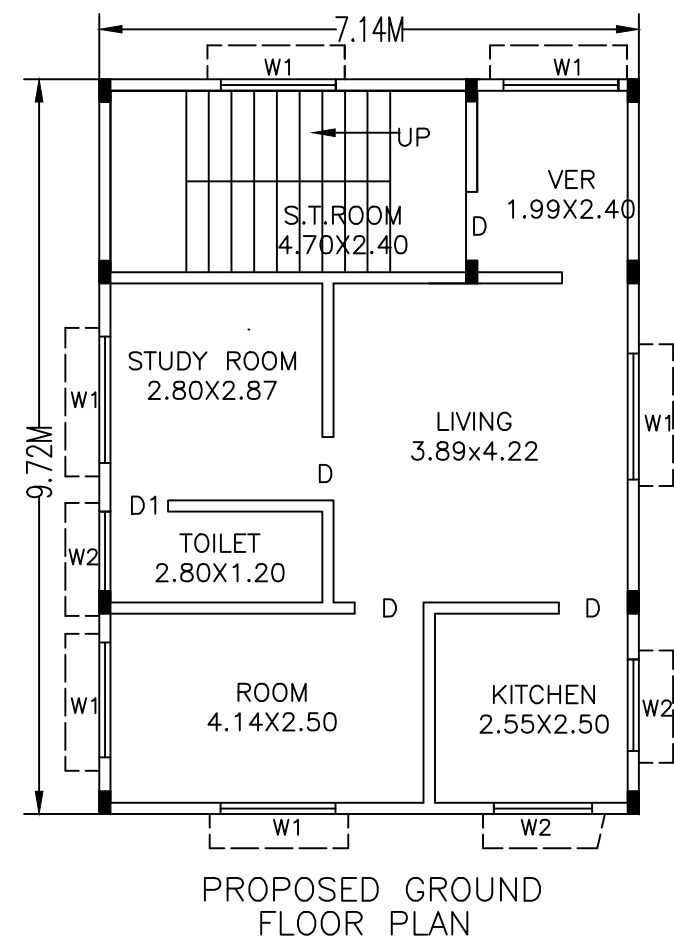 7.14M
W1
W1
UP
VER
1.99X2.40
S.T.ROOM
4.70X2.40
D
STUDY ROOM
2.80X2.87
W1
W1
LIVING
3.89x4.22
9.72M
D
D1
TOILET
2.80X1.20
W2
D
D
ROOM
4.14X2.50
W1
KITCHEN
2.55X2.50
W2
W1
W2
PROPOSED GROUND
FLOOR PLAN